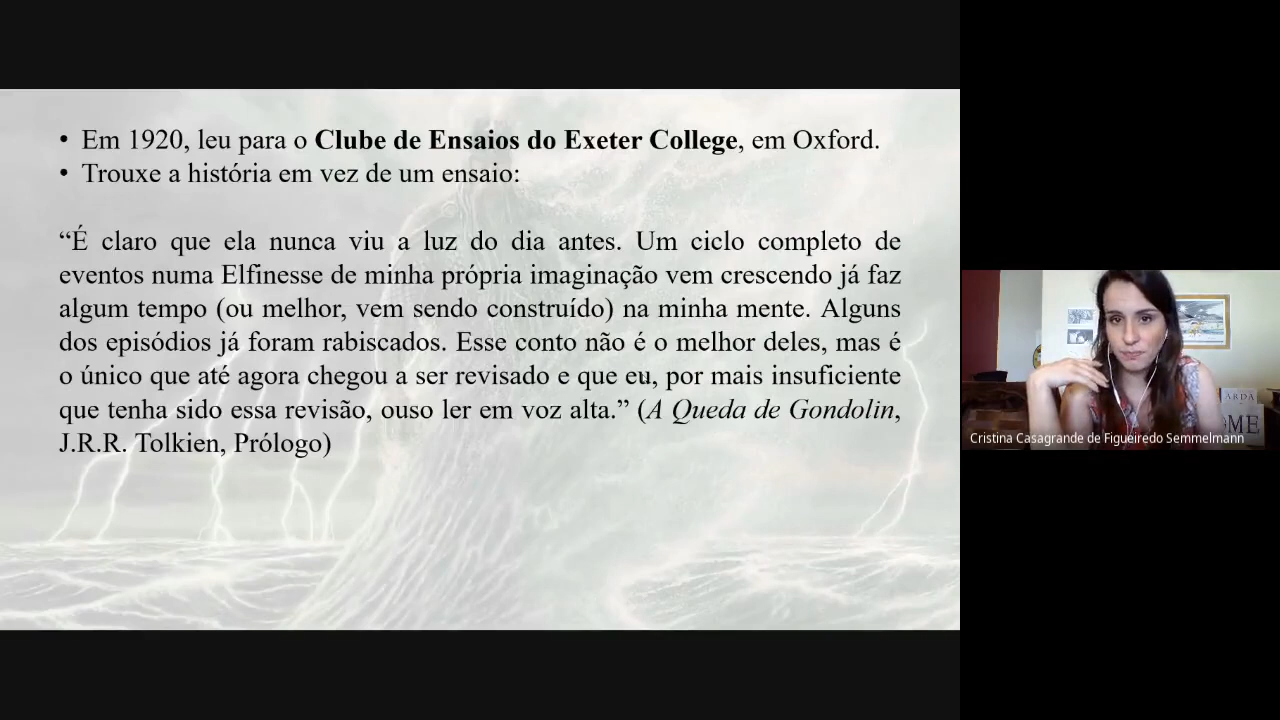 • Em 1920, leu para o Clube de Ensaios do Exeter College, em Oxford.
• Trouxe a história em vez de um ensaio:
“É claro que ela nunca viu a luz do dia antes. Um ciclo completo de
eventos numa Elfinesse de minha própria imaginação vem crescendo já faz
algum tempo (ou melhor, vem sendo construído) na minha mente. Alguns
dos episódios já foram rabiscados. Esse conto não é o melhor deles, mas é
o único que até agora chegou a ser revisado e que eu, por mais insuficiente
que tenha sido essa revisão, ouso ler em voz alta.” (A Queda de Gondolin,
J.R.R. Tolkien, Prólogo)
ARDA
OME
Cristina Casagrande de Figueiredo Semmelmann